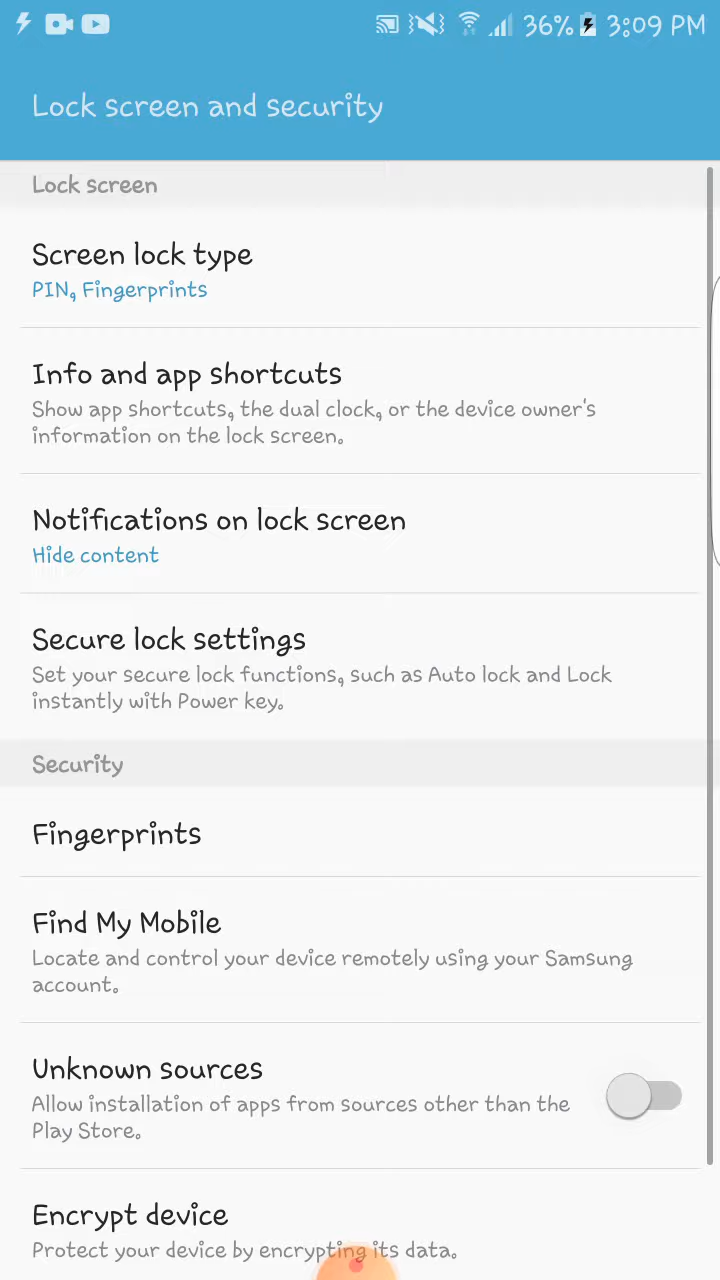 36% 3:09 PM
Lock screen and security
Lock screen
Screen lock type
PIN, Fingerprints
Info and app shortcuts
Show app shortcuts, the dual clock, or the device owner's
information on the lock screen.
Notifications on lock screen
Hide content
Secure lock settings
Set your secure lock functions, such as Auto lock and Lock
instantly with Power key.
Security
Fingerprints
Find My Mobile
Locate and control your device remotely using your Samsung
account.
Unknown sources
Allow installation of apps from sources other than the
Play Store.
Encrypt device
Protect your device by encrypting its data.